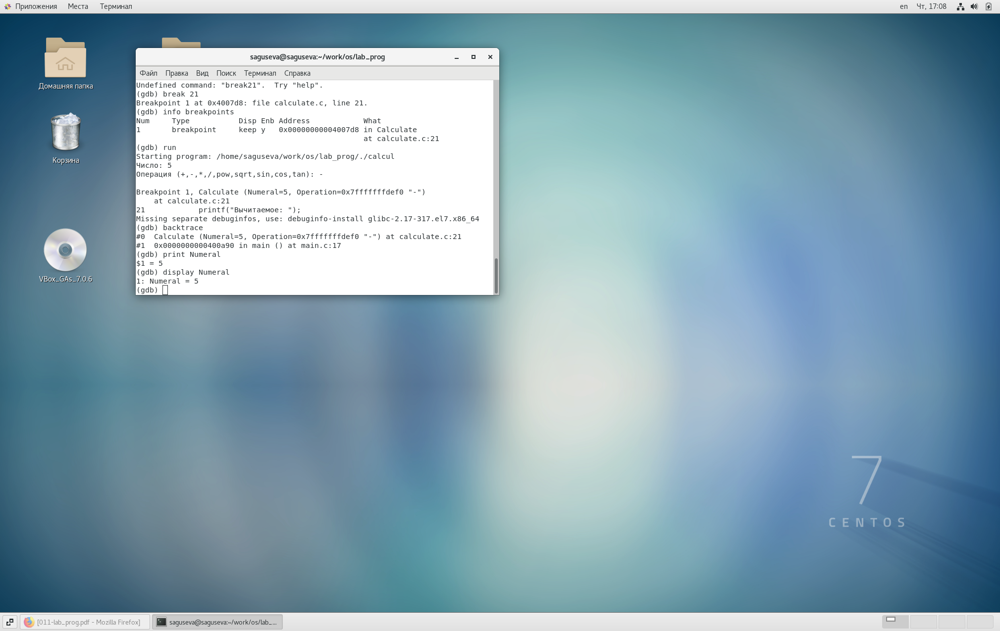 Приложения Места Терминал en Чт, 17:08
Домашняя папка
Корзина
VBox_GAs_7.0.6
saguseva@saguseva:~/work/os/lab_prog
Файл Правка Вид Поиск Терминал Справка
Undefined command: "break21".  Try "help".
(gdb) break 21
Breakpoint 1 at 0x4007d8: file calculate.c, line 21.
(gdb) info breakpoints
Num     Type           Disp Enb Address            What
1       breakpoint     keep y   0x00000000004007d8 in Calculate
                                                   at calculate.c:21
(gdb) run
Starting program: /home/saguseva/work/os/lab_prog/./calcul
Число: 5
Операция (+,-,*,/,pow,sqrt,sin,cos,tan): -
Breakpoint 1, Calculate (Numeral=5, Operation=0x7fffffffdef0 "-")
    at calculate.c:21
21            printf("Вычитаемое: ");
Missing separate debuginfos, use: debuginfo-install glibc-2.17-317.el7.x86_64
(gdb) backtrace
#0  Calculate (Numeral=5, Operation=0x7fffffffdef0 "-") at calculate.c:21
#1  0x0000000000400a90 in main () at main.c:17
(gdb) print Numeral
$1 = 5
(gdb) display Numeral
1: Numeral = 5
(gdb)
7
CENTOS
[011-lab_prog.pdf - Mozilla Firefox] saguseva@saguseva:~/work/os/lab_...